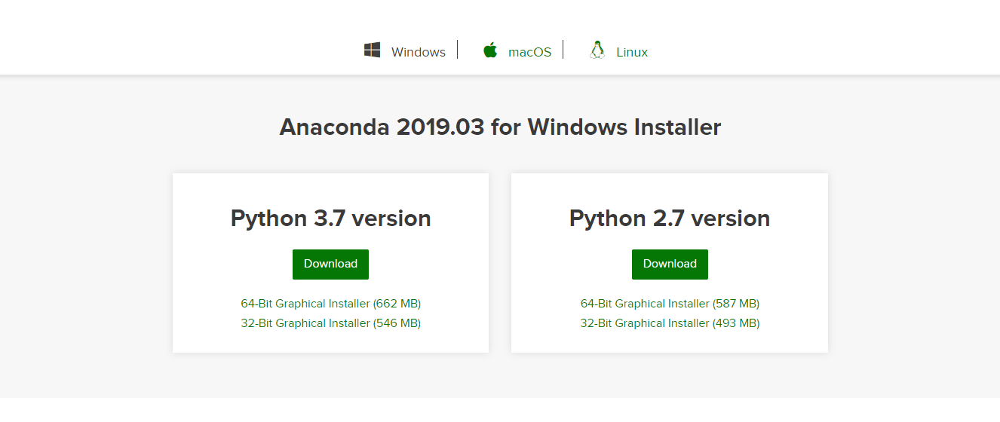 Windows macOS Linux
Anaconda 2019.03 for Windows Installer
Python 3.7 version
Download
64-Bit Graphical Installer (662 MB)
32-Bit Graphical Installer (546 MB)
Python 2.7 version
Download
64-Bit Graphical Installer (587 MB)
32-Bit Graphical Installer (493 MB)